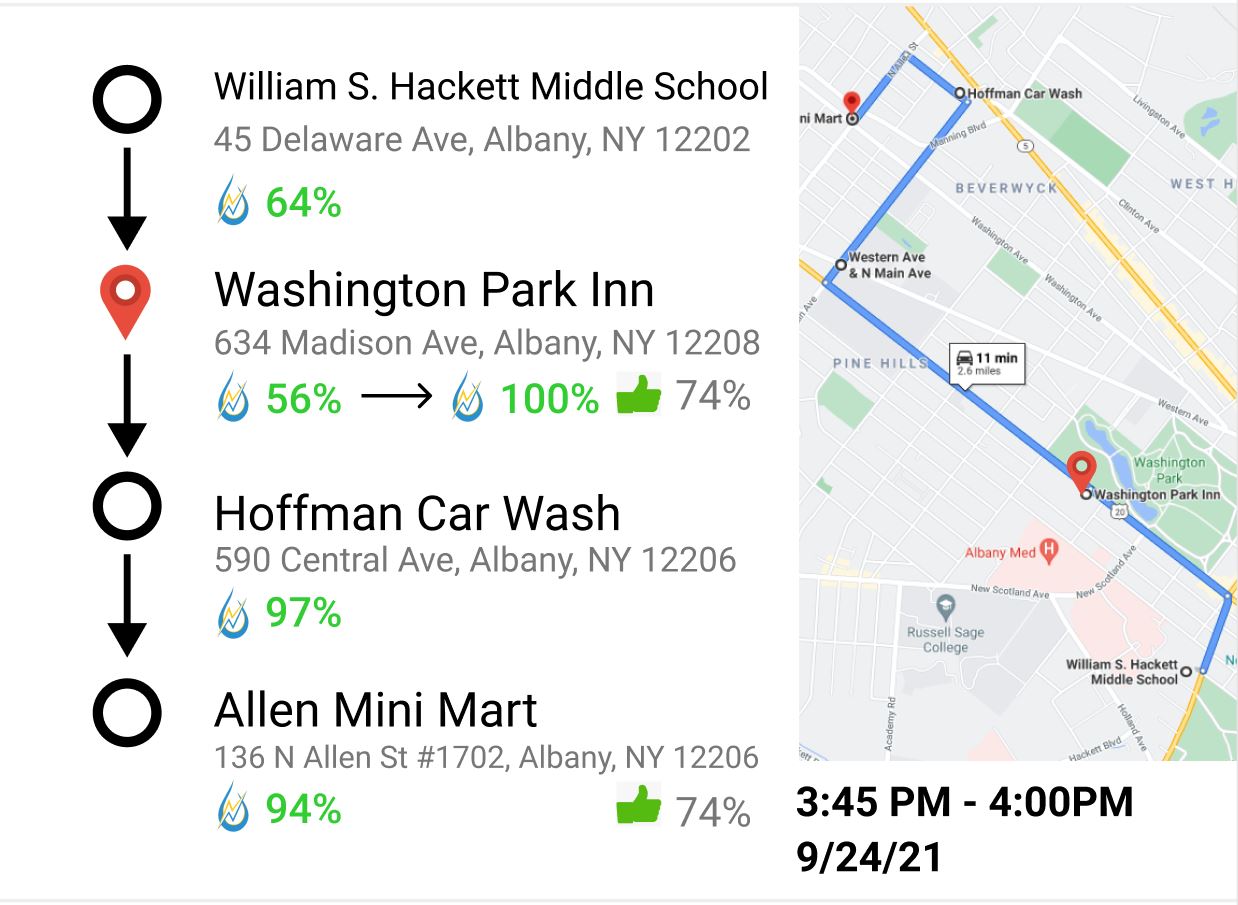 William S. Hackett Middle School
45 Delaware Ave, Albany, NY 12202
64%
Washington Park Inn
634 Madison Ave, Albany, NY 12208
56% 100% 74%
Hoffman Car Wash
590 Central Ave, Albany, NY 12206
97%
Allen Mini Mart
136 N Allen St #1702, Albany, NY 12206
94% 74%
N Allen St
Hoffman Car Wash
ni Mart
Manning Blvd
5
Livingston Ave
BEVERWYCK
WEST H
Clinton Ave
Washington Ave
Western Ave
& N Main Ave
Washington Ave
n Ave
PINE HILLS
11 min
2.6 miles
Western Ave
Washington
Park
Washington Park Inn
20
Albany Med
H
New Scotland Ave
New Scotland Ave
Russell Sage
College
William S. Hackett
Middle School
Academy Rd
Holland Ave
Hackett Blvd
3:45 PM - 4:00PM
9/24/21